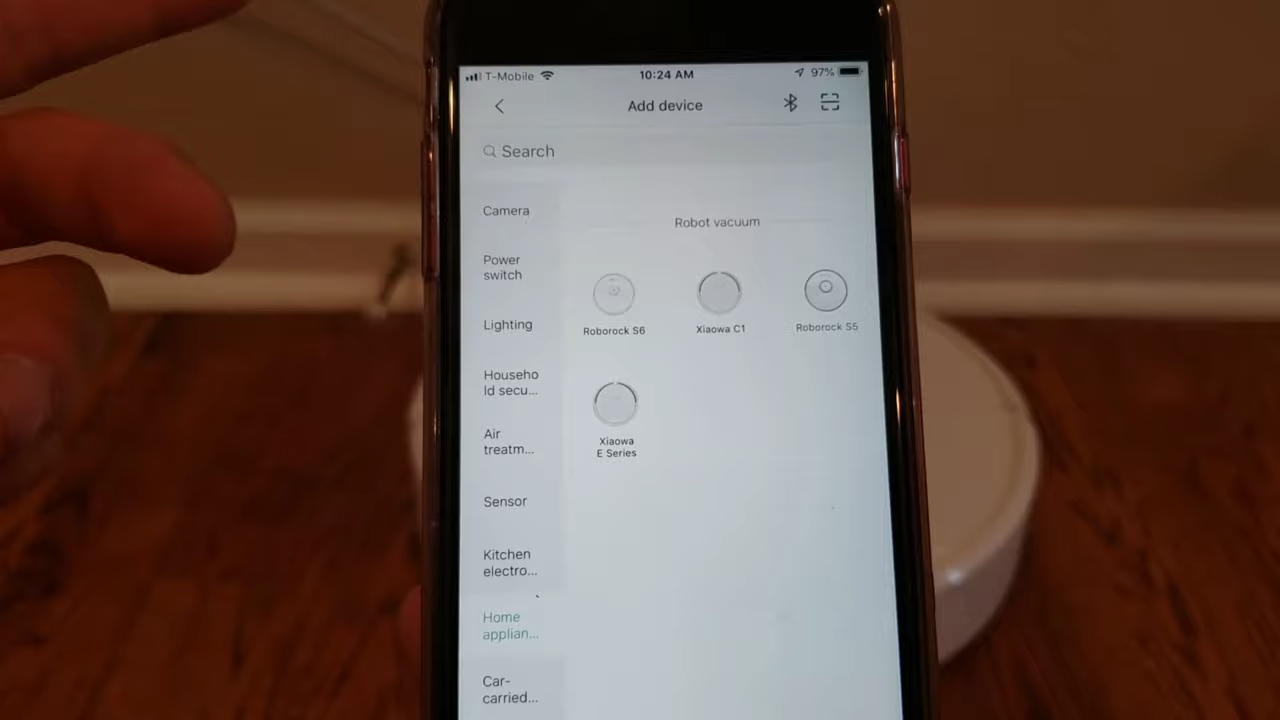 T-Mobile
10:24 AM
97%
Add device
Search
Camera
Power
switch
Lighting
Househo
ld secu...
Air
treatm...
Sensor
Kitchen
electro...
Home
applian...
Car-
carried...
Robot vacuum
Roborock S6
Xiaowa C1
Roborock S5
Xiaowa
E Series